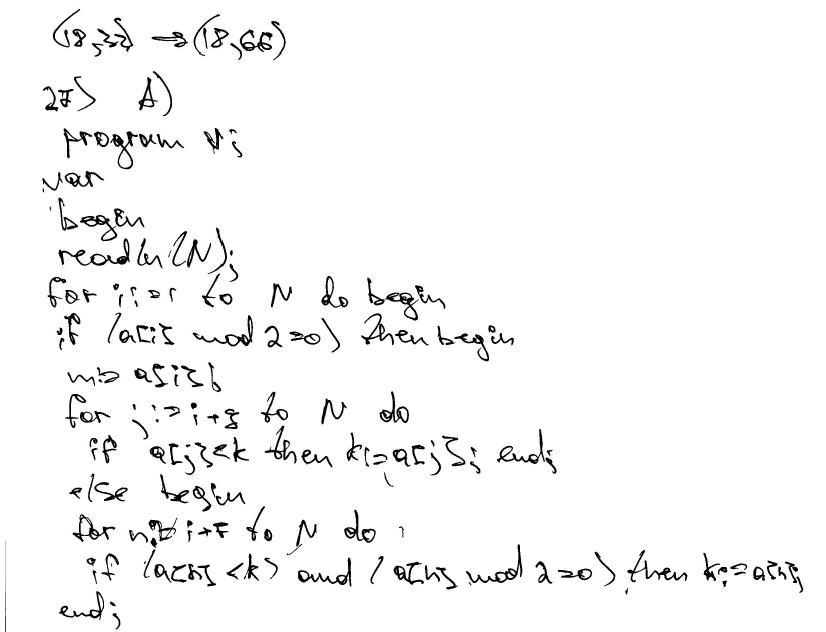 (18,33) → (18,66)
27) A)
program N;
var
begin
readln(N);
for i:=1 to N do begin
if (a[i] mod 2=0) then begin
m:= a[i];
for j:=i+8 to N do
if a[j]<k then k:=a[j]; end;
else begin
for n:= i+8 to N do
if (a[n] <k) and (a[n] mod 2=0) then k:=a[n];
end;